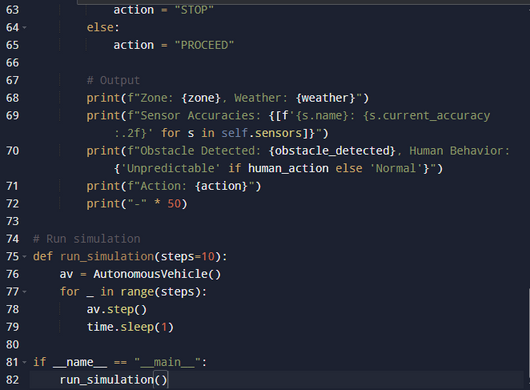 63             action = "STOP"
64         else:
65             action = "PROCEED"
66
67         # Output
68         print(f"Zone: {zone}, Weather: {weather}")
69         print(f"Sensor Accuracies: {[f'{s.name}: {s.current_accuracy
            :.2f}' for s in self.sensors]}")
70         print(f"Obstacle Detected: {obstacle_detected}, Human Behavior:
            {'Unpredictable' if human_action else 'Normal'}")
71         print(f"Action: {action}")
72         print("-" * 50)
73
74 # Run simulation
75 def run_simulation(steps=10):
76     av = AutonomousVehicle()
77     for _ in range(steps):
78         av.step()
79         time.sleep(1)
80
81 if __name__ == "__main__":
82     run_simulation()